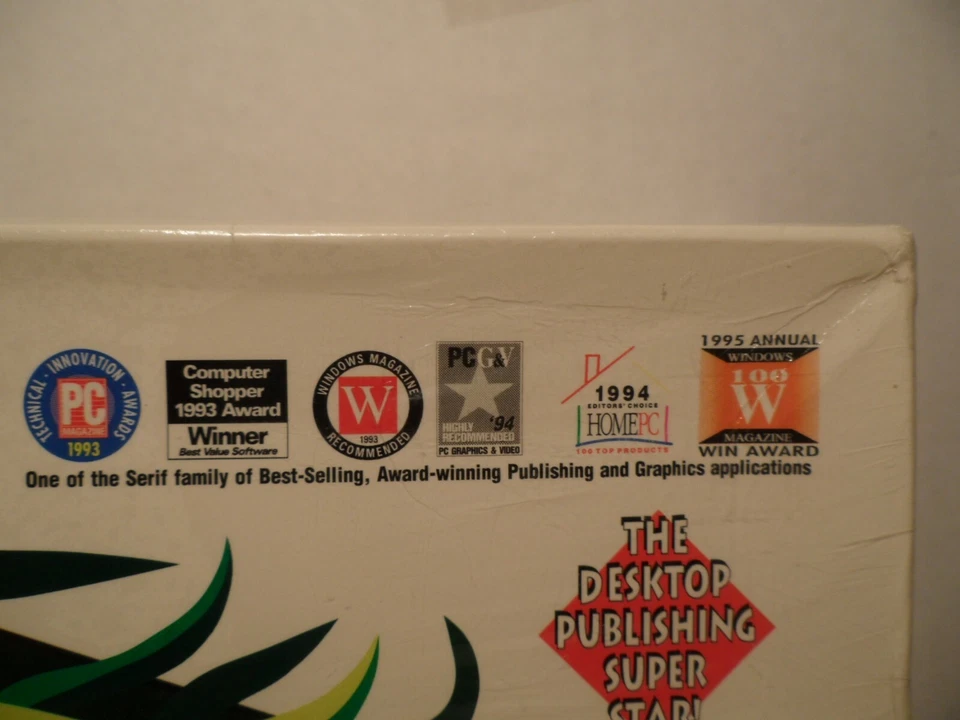 TECHNICAL · INNOVATION · AWARDS
PC
MAGAZINE
1993
Computer
Shopper
1993 Award
Winner
Best Value Software
WINDOWS MAGAZINE
W
1993
RECOMMENDED
PCG&V
HIGHLY '94
RECOMMENDED
PC GRAPHICS & VIDEO
1994
EDITORS' CHOICE
HOMEPC
100 TOP PRODUCTS
1995 ANNUAL
WINDOWS
100
W
MAGAZINE
WIN AWARD
One of the Serif family of Best-Selling, Award-winning Publishing and Graphics applications
THE
DESKTOP
PUBLISHING
SUPER
STAR!